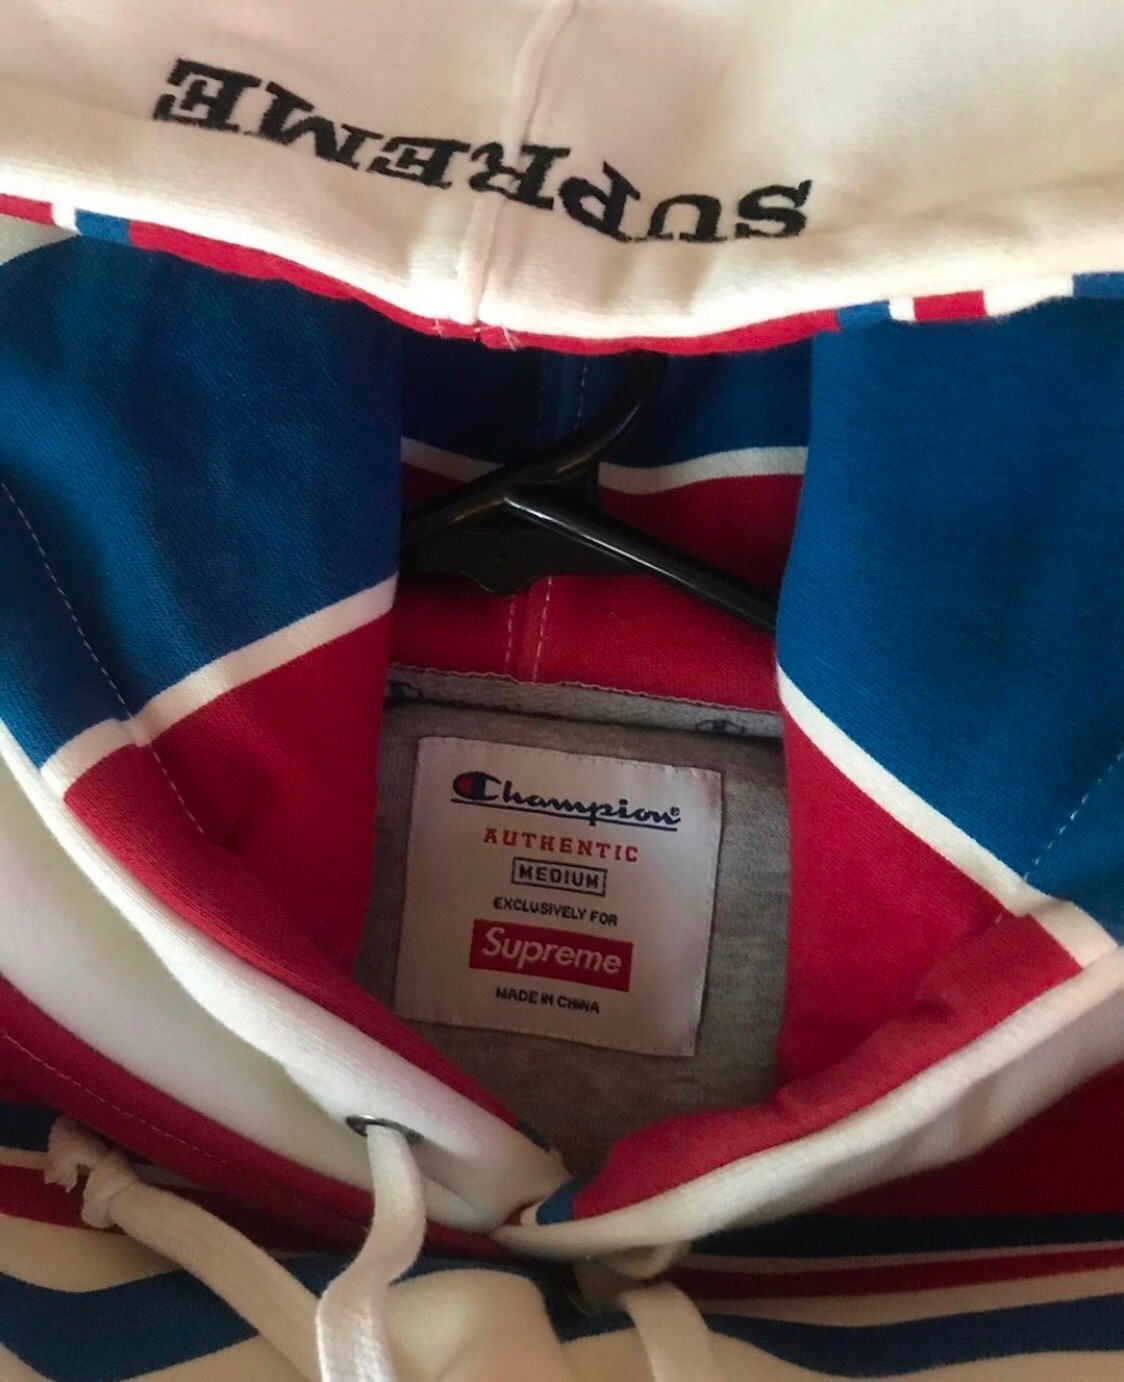 SUPREME
Champion®
AUTHENTIC
MEDIUM
EXCLUSIVELY FOR
Supreme
MADE IN CHINA